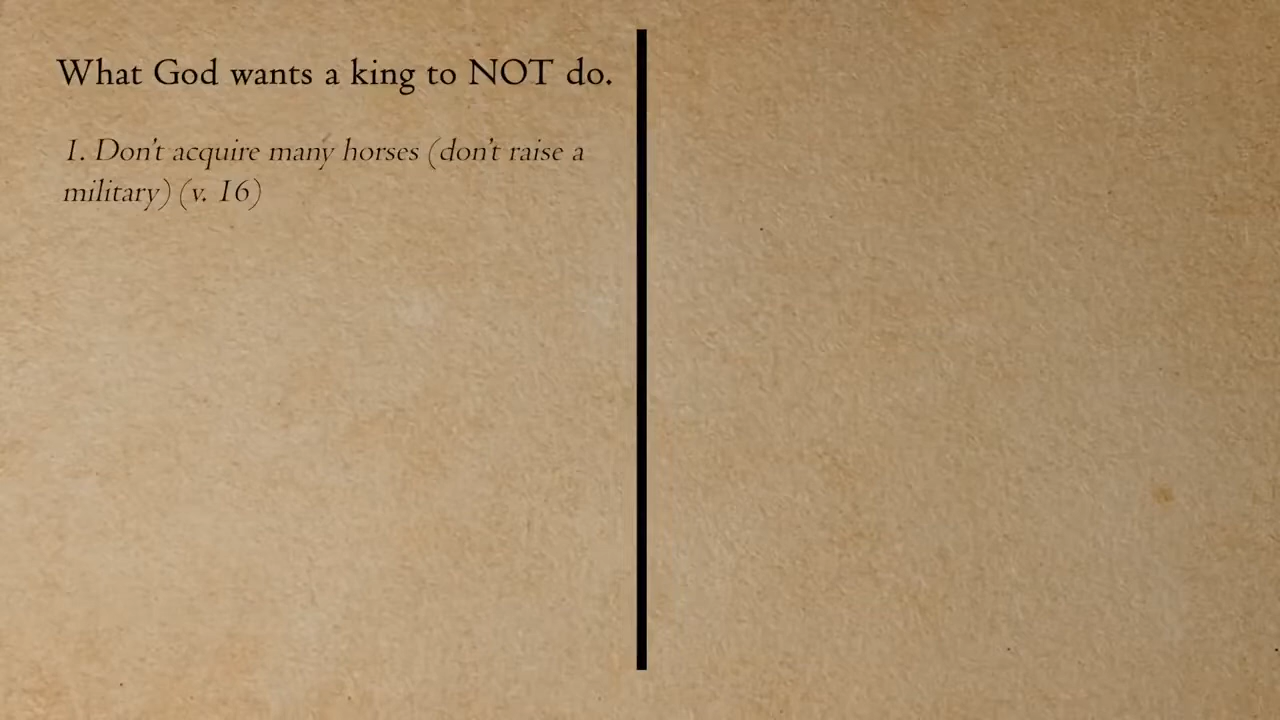 What God wants a king to NOT do.
1. Don't acquire many horses (don't raise a
military) (v. 16)